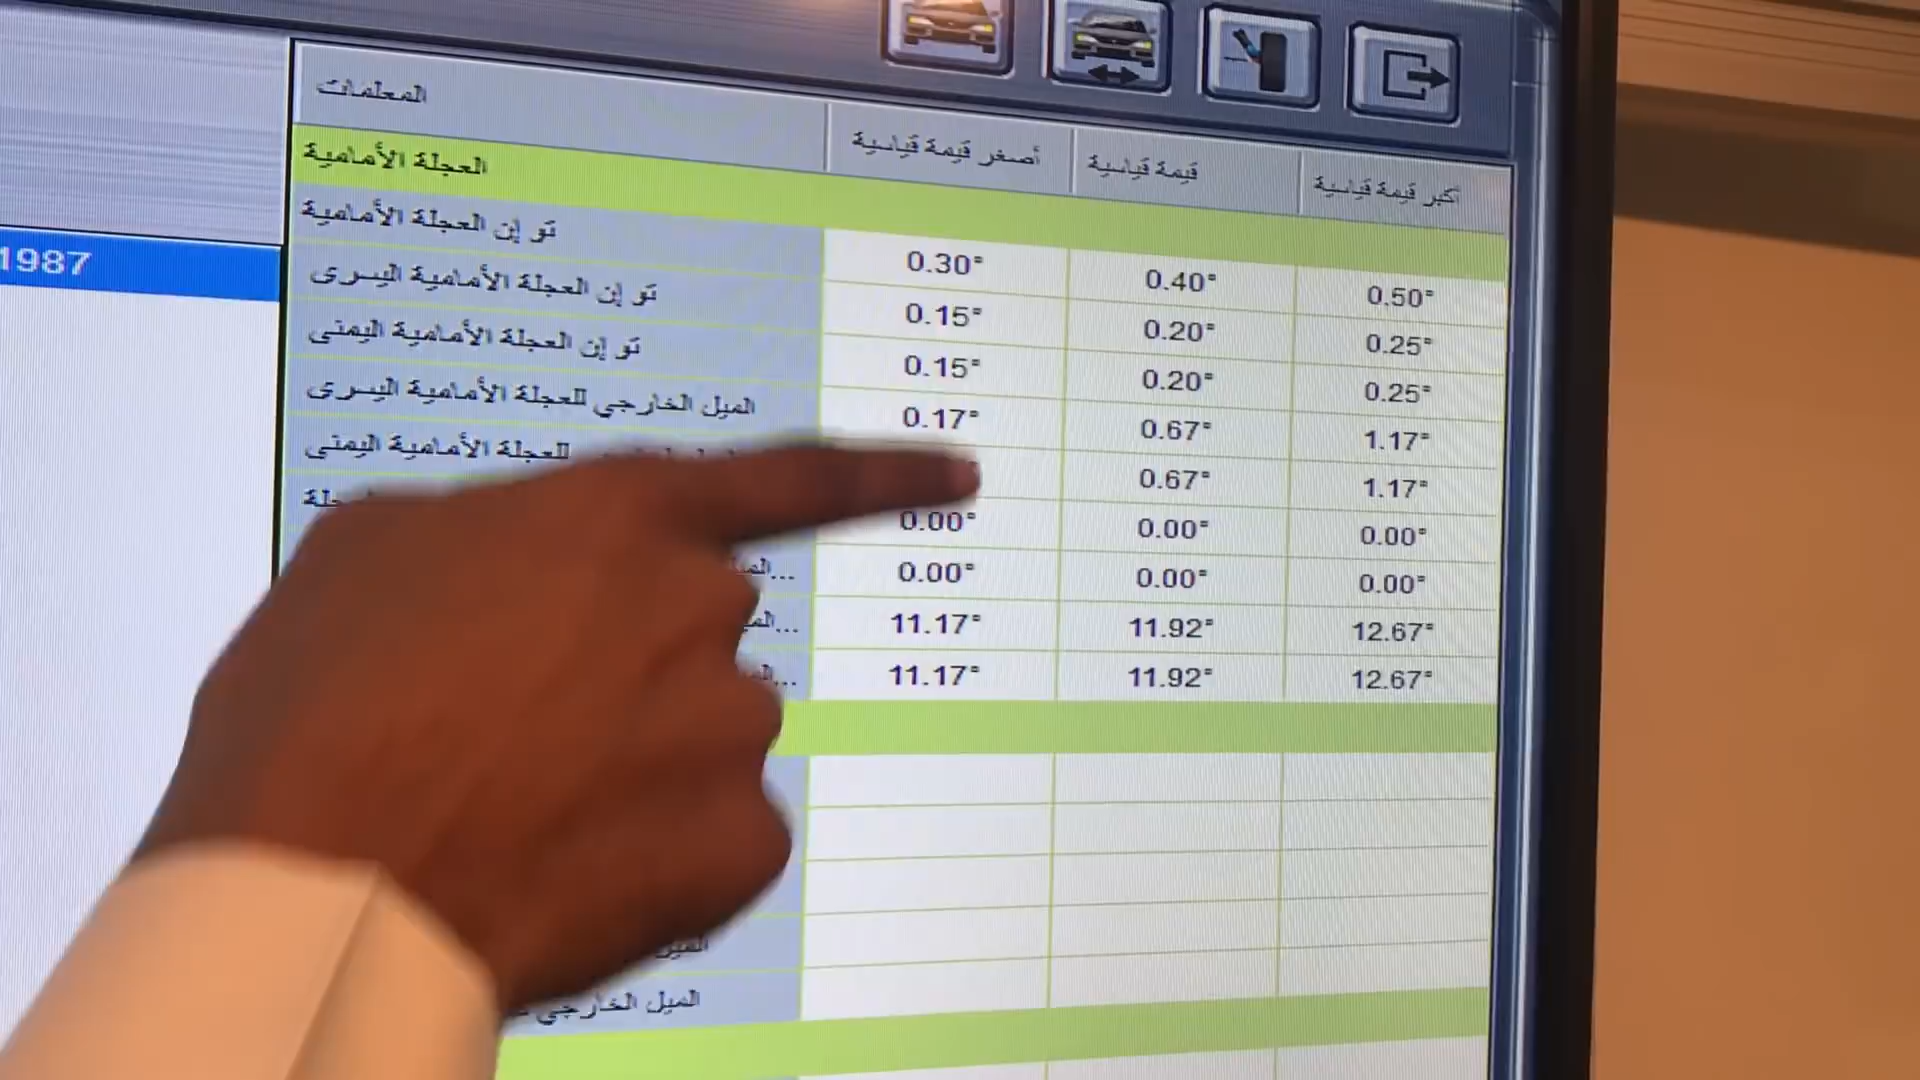 المعلمات أصغر قيمة قياسية قيمة قياسية أكبر قيمة قياسية
العجلة الأمامية
تو إن العجلة الأمامية 0.30° 0.40° 0.50°
تو إن العجلة الأمامية اليسرى 0.15° 0.20° 0.25°
تو إن العجلة الأمامية اليمنى 0.15° 0.20° 0.25°
الميل الخارجي للعجلة الأمامية اليسرى 0.17° 0.67° 1.17°
للعجلة الأمامية اليمنى 0.67° 1.17°
0.00° 0.00° 0.00°
0.00° 0.00° 0.00°
11.17° 11.92° 12.67°
11.17° 11.92° 12.67°
الميل الخارجي
1987